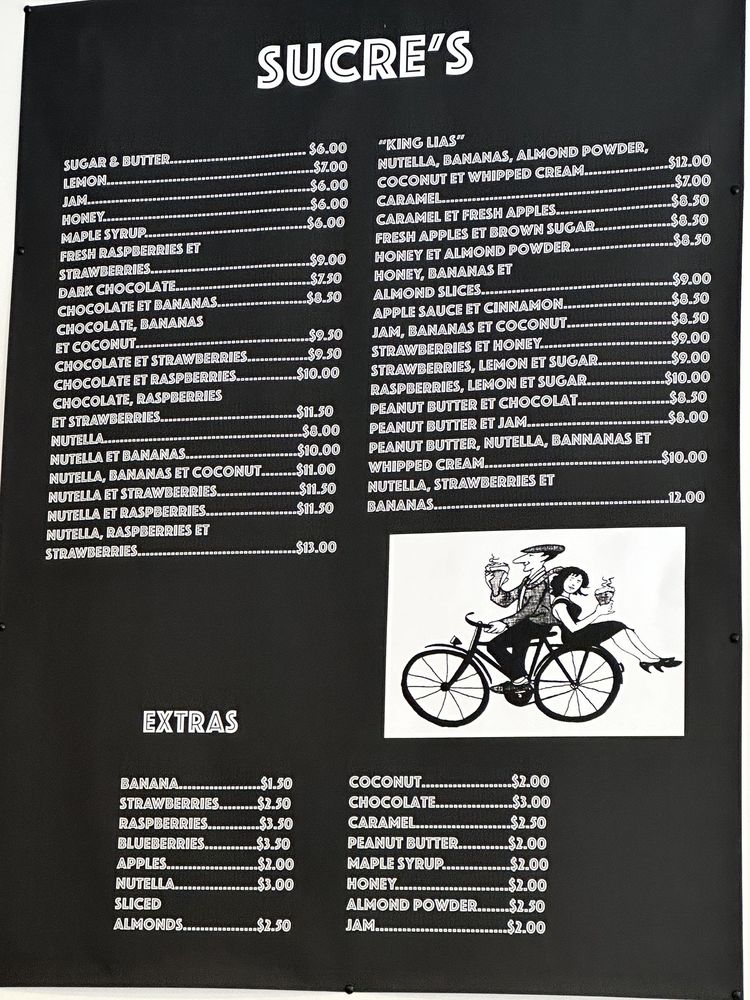 SUCRE'S
SUGAR & BUTTER.......... $6.00
LEMON.......... $7.00
JAM.......... $6.00
HONEY.......... $6.00
MAPLE SYRUP.......... $6.00
FRESH RASPBERRIES ET
STRAWBERRIES.......... $9.00
DARK CHOCOLATE.......... $7.50
CHOCOLATE ET BANANAS.......... $8.50
CHOCOLATE, BANANAS
ET COCONUT.......... $9.50
CHOCOLATE ET STRAWBERRIES.......... $9.50
CHOCOLATE ET RASPBERRIES.......... $10.00
CHOCOLATE, RASPBERRIES
ET STRAWBERRIES.......... $11.50
NUTELLA.......... $8.00
NUTELLA ET BANANAS.......... $10.00
NUTELLA, BANANAS ET COCONUT.......... $11.00
NUTELLA ET STRAWBERRIES.......... $11.50
NUTELLA ET RASPBERRIES.......... $11.50
NUTELLA, RASPBERRIES ET
STRAWBERRIES.......... $13.00
"KING LIAS"
NUTELLA, BANANAS, ALMOND POWDER,
COCONUT ET WHIPPED CREAM.......... $12.00
CARAMEL.......... $7.00
CARAMEL ET FRESH APPLES.......... $8.50
FRESH APPLES ET BROWN SUGAR.......... $8.50
HONEY ET ALMOND POWDER.......... $8.50
HONEY, BANANAS ET
ALMOND SLICES.......... $9.00
APPLE SAUCE ET CINNAMON.......... $8.50
JAM, BANANAS ET COCONUT.......... $8.50
STRAWBERRIES ET HONEY.......... $9.00
STRAWBERRIES, LEMON ET SUGAR.......... $9.00
RASPBERRIES, LEMON ET SUGAR.......... $10.00
PEANUT BUTTER ET CHOCOLAT.......... $8.50
PEANUT BUTTER ET JAM.......... $8.00
PEANUT BUTTER, NUTELLA, BANNANAS ET
WHIPPED CREAM.......... $10.00
NUTELLA, STRAWBERRIES ET
BANANAS.......... 12.00
EXTRAS
BANANA.......... $1.50
STRAWBERRIES.......... $2.50
RASPBERRIES.......... $3.50
BLUEBERRIES.......... $3.50
APPLES.......... $2.00
NUTELLA.......... $3.00
SLICED
ALMONDS.......... $2.50
COCONUT.......... $2.00
CHOCOLATE.......... $3.00
CARAMEL.......... $2.50
PEANUT BUTTER.......... $2.00
MAPLE SYRUP.......... $2.00
HONEY.......... $2.00
ALMOND POWDER.......... $2.50
JAM.......... $2.00